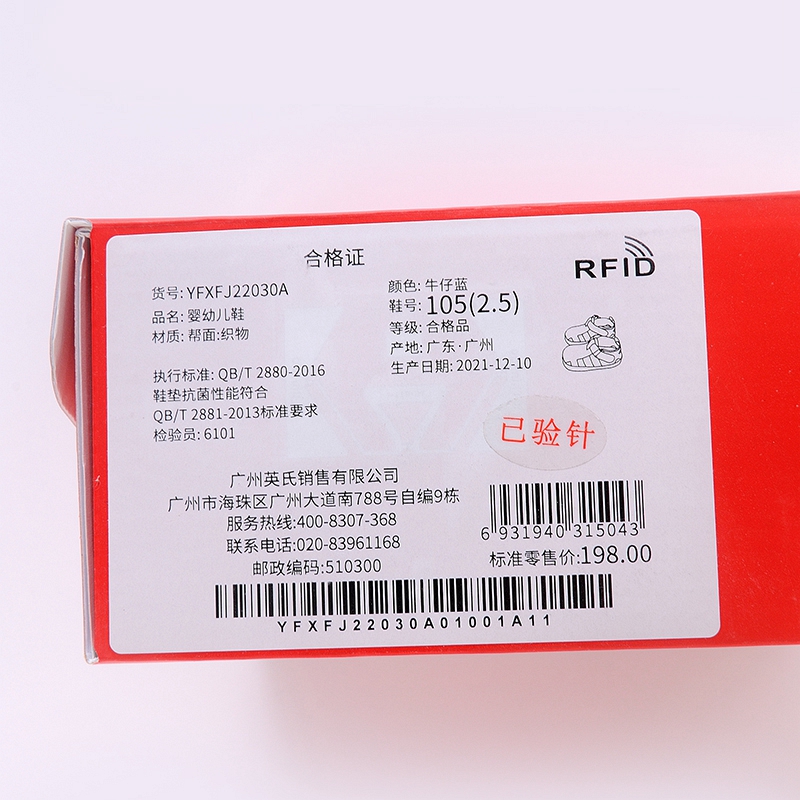 合格证
RFID
货号: YFXFJ22030A
品名: 婴幼儿鞋
材质: 帮面:织物
颜色: 牛仔蓝
鞋号: 105(2.5)
等级: 合格品
产地: 广东·广州
生产日期: 2021-12-10
执行标准: QB/T 2880-2016
鞋垫抗菌性能符合
QB/T 2881-2013标准要求
检验员: 6101
已验针
广州英氏销售有限公司
广州市海珠区广州大道南788号自编9栋
服务热线:400-8307-368
联系电话:020-83961168
邮政编码:510300
6 931940 315043
标准零售价:198.00
YFXFJ22030A01001A11